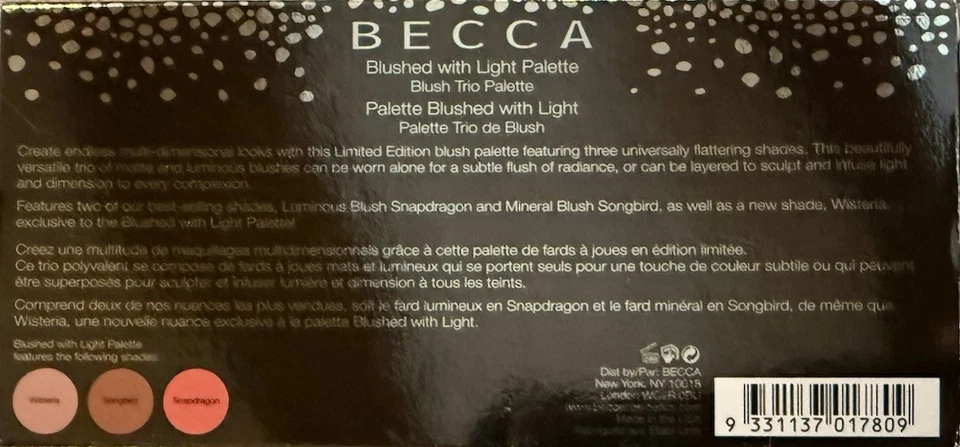 BECCA
Blushed with Light Palette
Blush Trio Palette
Palette Blushed with Light
Palette Trio de Blush
Create endless multi-dimensional looks with this Limited Edition blush palette featuring three universally flattering shades. This beautifully
versatile trio of matte and luminous blushes can be worn alone for a subtle flush of radiance, or can be layered to sculpt and infuse light
and dimension to every complexion.
Features two of our best-selling shades, Luminous Blush Snapdragon and Mineral Blush Songbird, as well as a new shade, Wisteria,
exclusive to the Blushed with Light Palette!
Créez une multitude de maquillages multidimensionnels grâce à cette palette de fards à joues en édition limitée.
Ce trio polyvalent se compose de fards à joues mats et lumineux qui se portent seuls pour une touche de couleur subtile ou qui peuvent
être superposés pour sculpter et infuser lumière et dimension à tous les teints.
Comprend deux de nos nuances les plus vendues, soit le fard lumineux en Snapdragon et le fard minéral en Songbird, de même que
Wisteria, une nouvelle nuance exclusive à la palette Blushed with Light.
Blushed with Light Palette
features the following shades:
Wisteria Songbird Snapdragon
Dist by/Par: BECCA
New York, NY 10015
London
Made in the USA
9 331137 017809